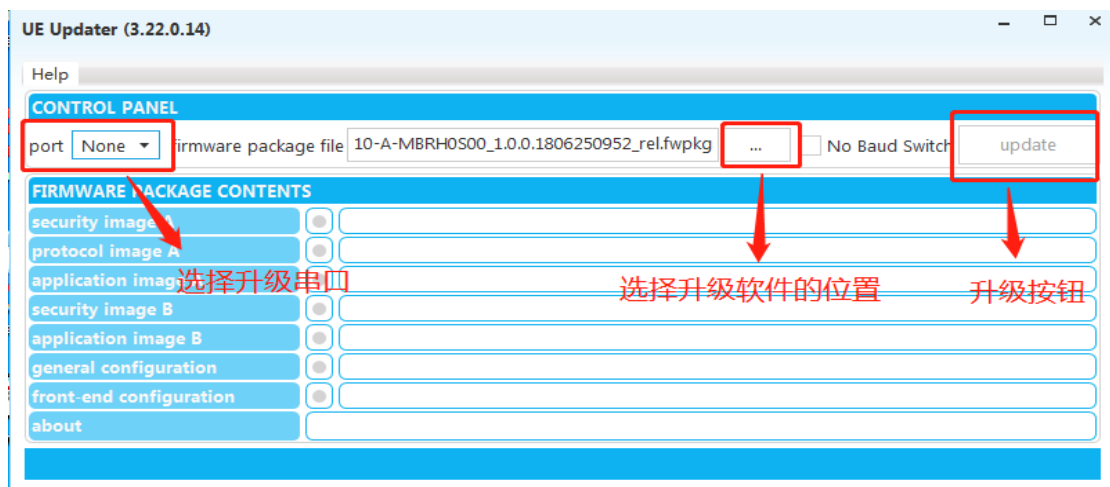 UE Updater (3.22.0.14)
Help
CONTROL PANEL
port None firmware package file 10-A-MBRH0S00_1.0.0.1806250952_rel.fwpkg ... No Baud Switch update
FIRMWARE PACKAGE CONTENTS
security image A
protocol image A
application image
选择升级串口
选择升级软件的位置
升级按钮
security image B
application image B
general configuration
front-end configuration
about